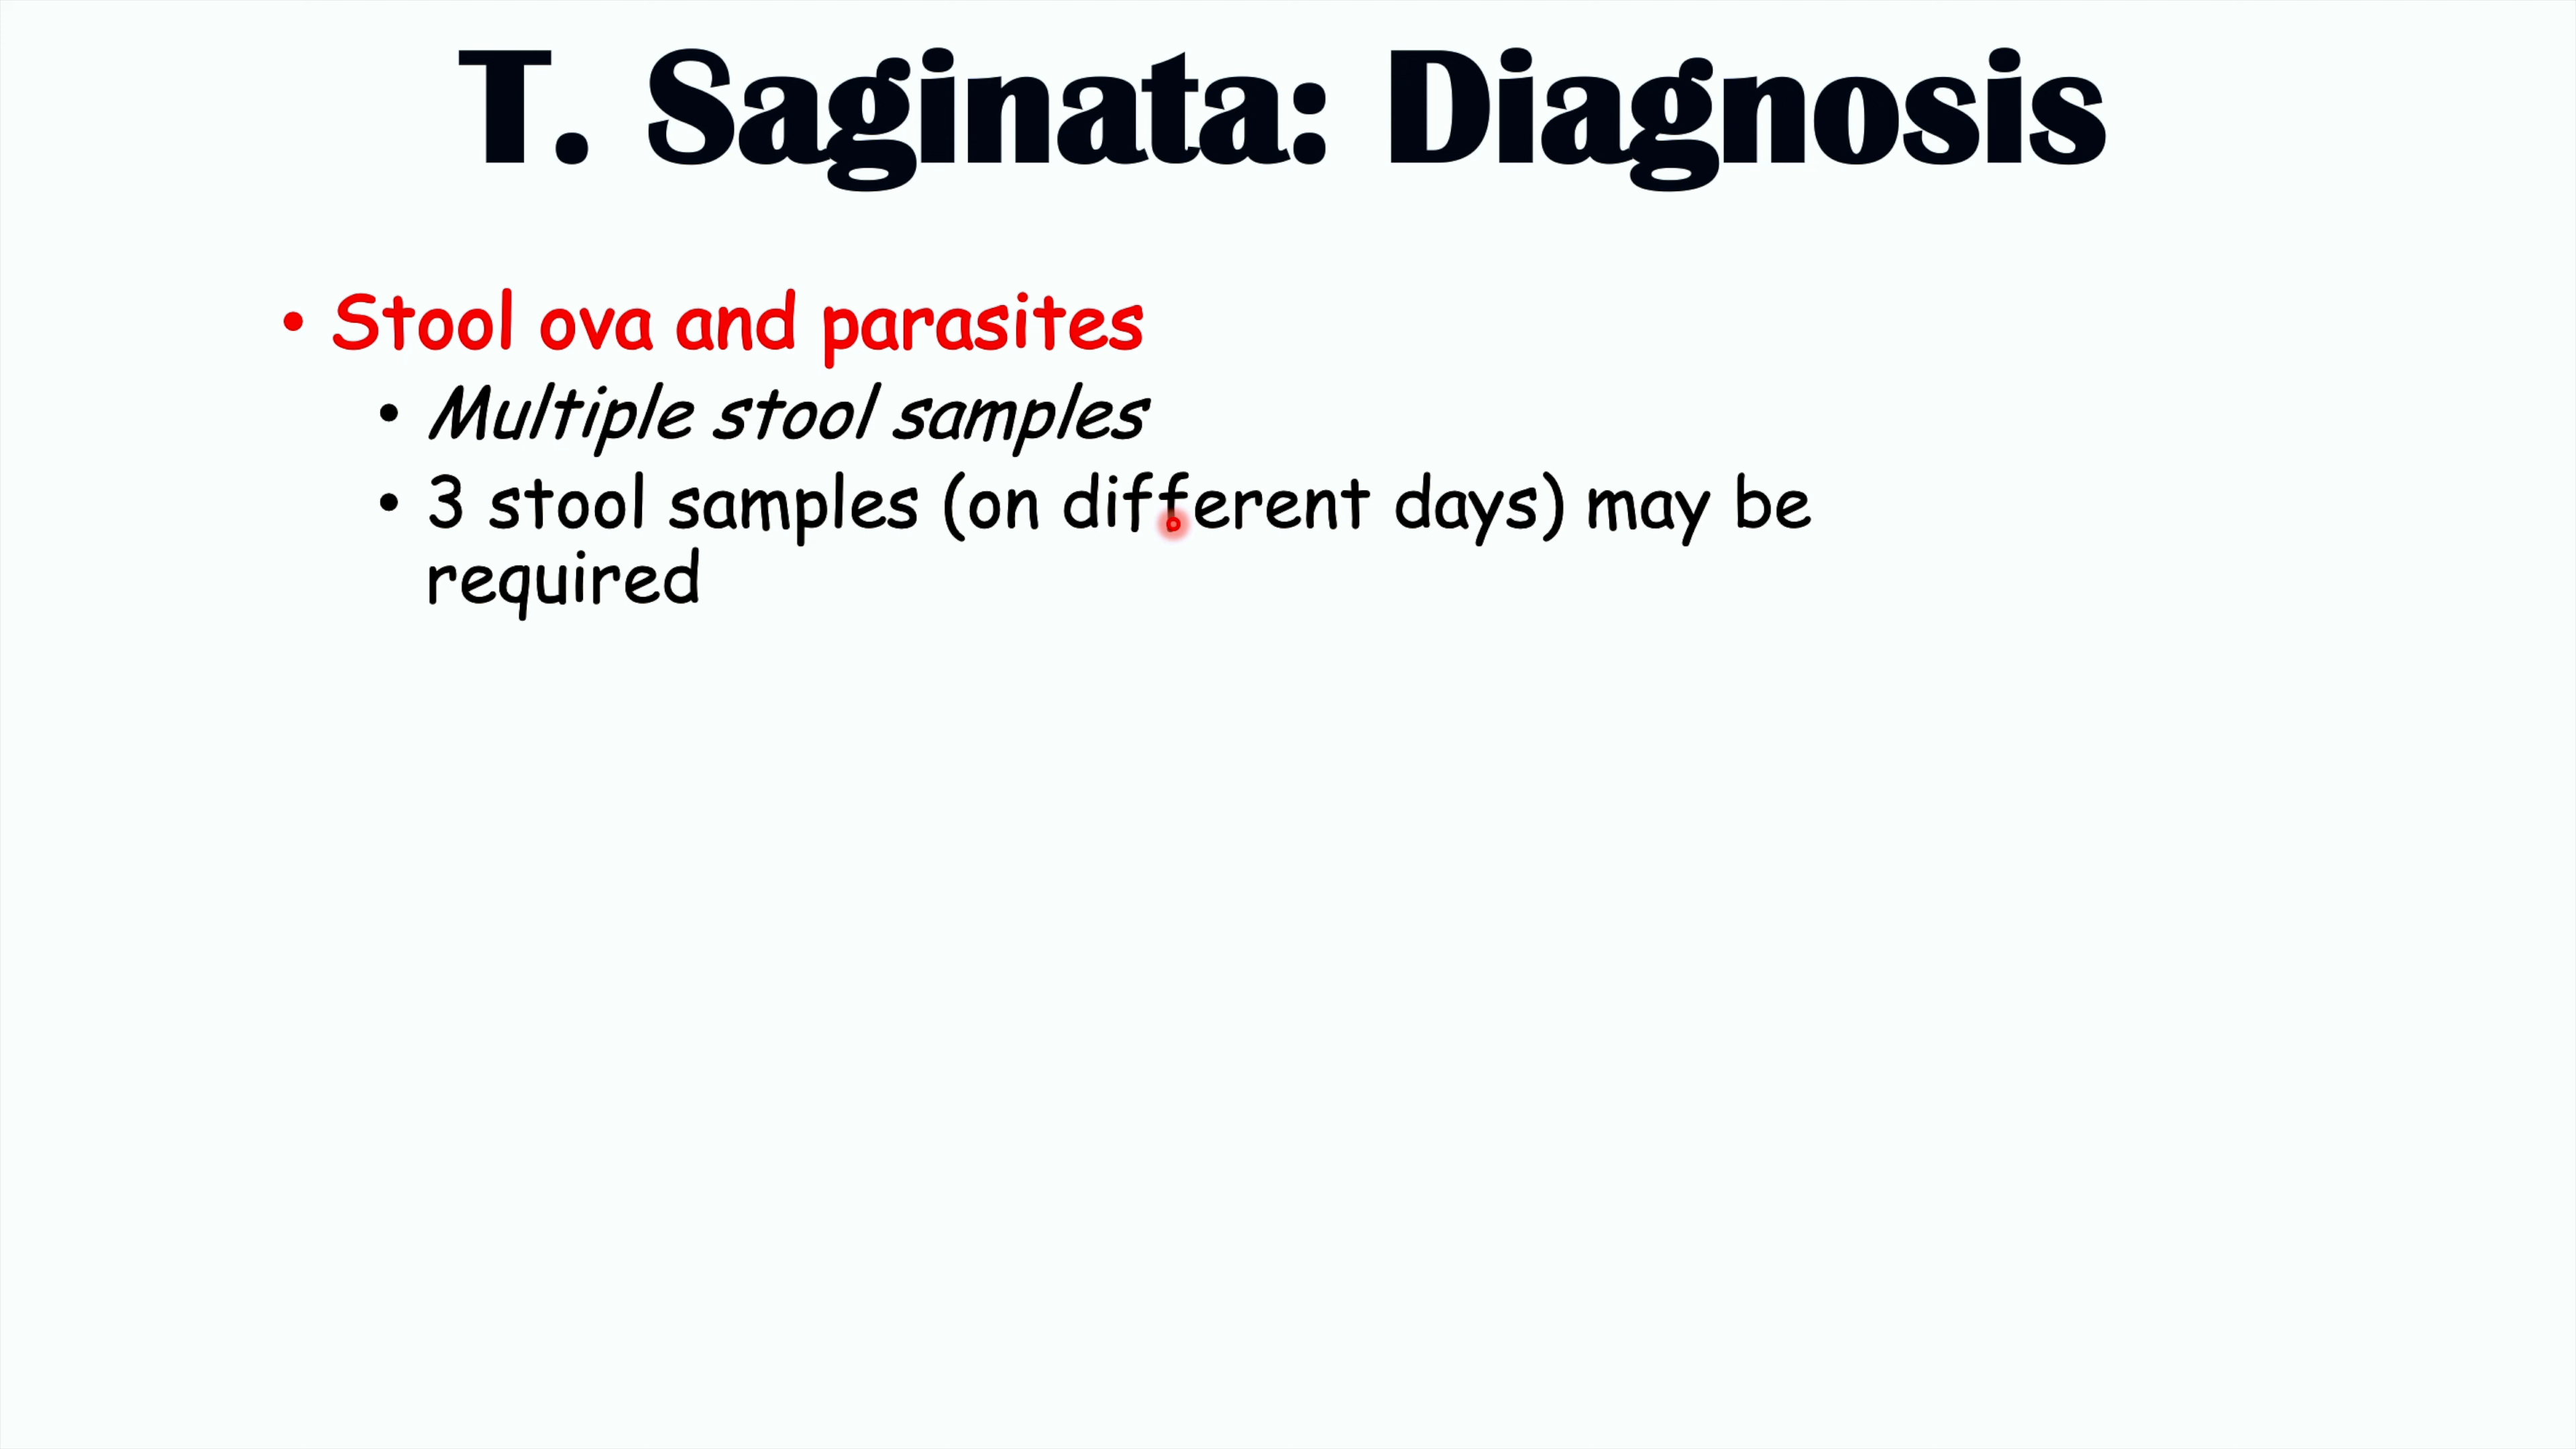 T. Saginata: Diagnosis
• Stool ova and parasites
• Multiple stool samples
• 3 stool samples (on different days) may be
required